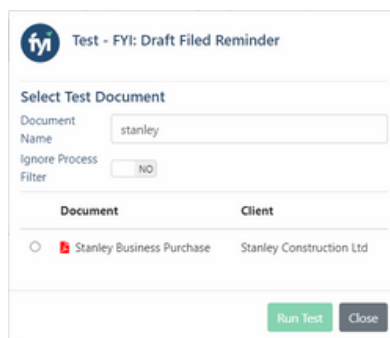 fyi Test - FYI: Draft Filed Reminder
Select Test Document
Document
Name
stanley
Ignore Process
Filter
NO
Document Client
Stanley Business Purchase Stanley Construction Ltd
Run Test Close